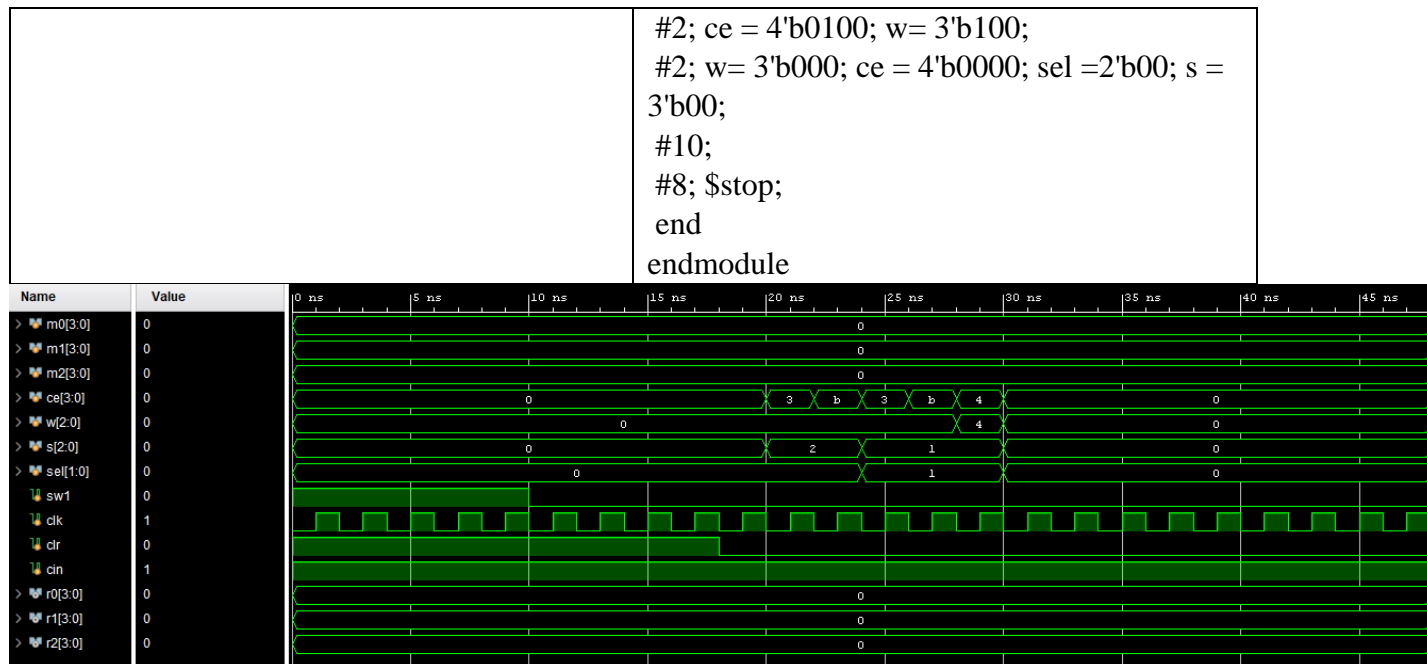 #2; ce = 4'b0100; w= 3'b100;
#2; w= 3'b000; ce = 4'b0000; sel =2'b00; s =
3'b00;
#10;
#8; $stop;
end
endmodule
Name Value 0 ns 5 ns 10 ns 15 ns 20 ns 25 ns 30 ns 35 ns 40 ns 45 ns
m0[3:0] 0 0
m1[3:0] 0 0
m2[3:0] 0 0
ce[3:0] 0 0 3 b 3 b 4 0
w[2:0] 0 0 4 0
s[2:0] 0 0 2 1 0
sel[1:0] 0 0 1 0
sw1 0
clk 1
clr 0
cin 1
r0[3:0] 0 0
r1[3:0] 0 0
r2[3:0] 0 0